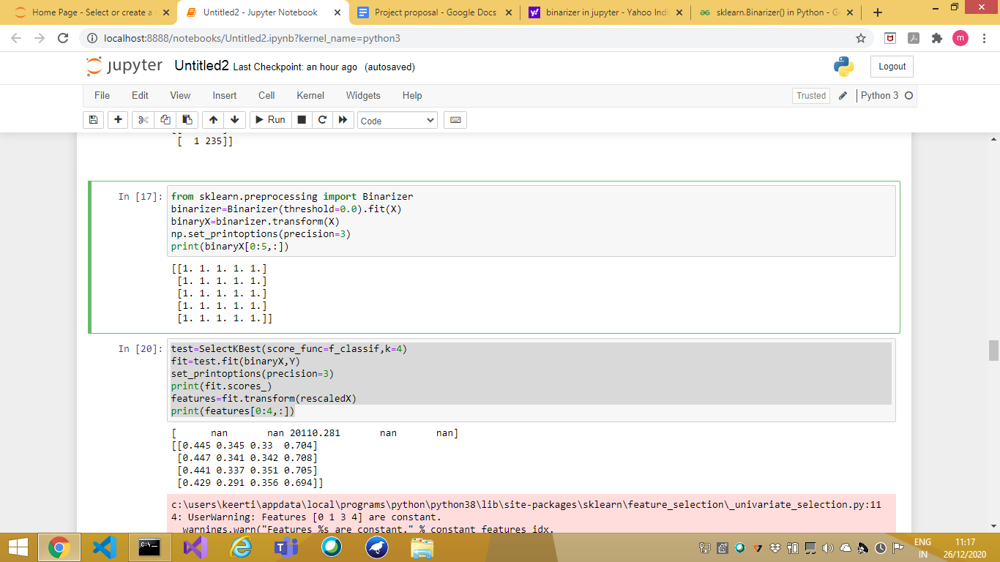 Home Page - Select or create a
Untitled2 - Jupyter Notebook
Project proposal - Google Docs
binarizer in jupyter - Yahoo Indi
sklearn.Binarizer() in Python - G
localhost:8888/notebooks/Untitled2.ipynb?kernel_name=python3
m
jupyter Untitled2 Last Checkpoint: an hour ago (autosaved)
Logout
File Edit View Insert Cell Kernel Widgets Help
Trusted
Python 3
Run
Code
[  1 235]]
In [17]:
from sklearn.preprocessing import Binarizer
binarizer=Binarizer(threshold=0.0).fit(X)
binaryX=binarizer.transform(X)
np.set_printoptions(precision=3)
print(binaryX[0:5,:])
[[1. 1. 1. 1. 1.]
[1. 1. 1. 1. 1.]
[1. 1. 1. 1. 1.]
[1. 1. 1. 1. 1.]
[1. 1. 1. 1. 1.]]
In [20]:
test=SelectKBest(score_func=f_classif,k=4)
fit=test.fit(binaryX,Y)
set_printoptions(precision=3)
print(fit.scores_)
features=fit.transform(rescaledX)
print(features[0:4,:])
[      nan       nan 20110.281       nan       nan]
[[0.445 0.345 0.33  0.704]
[0.447 0.341 0.342 0.708]
[0.441 0.337 0.351 0.705]
[0.429 0.291 0.356 0.694]]
c:\users\keerti\appdata\local\programs\python\python38\lib\site-packages\sklearn\feature_selection\_univariate_selection.py:11
4: UserWarning: Features [0 1 3 4] are constant.
warnings.warn("Features %s are constant." % constant_features_idx,
ENG
IN
11:17
26/12/2020